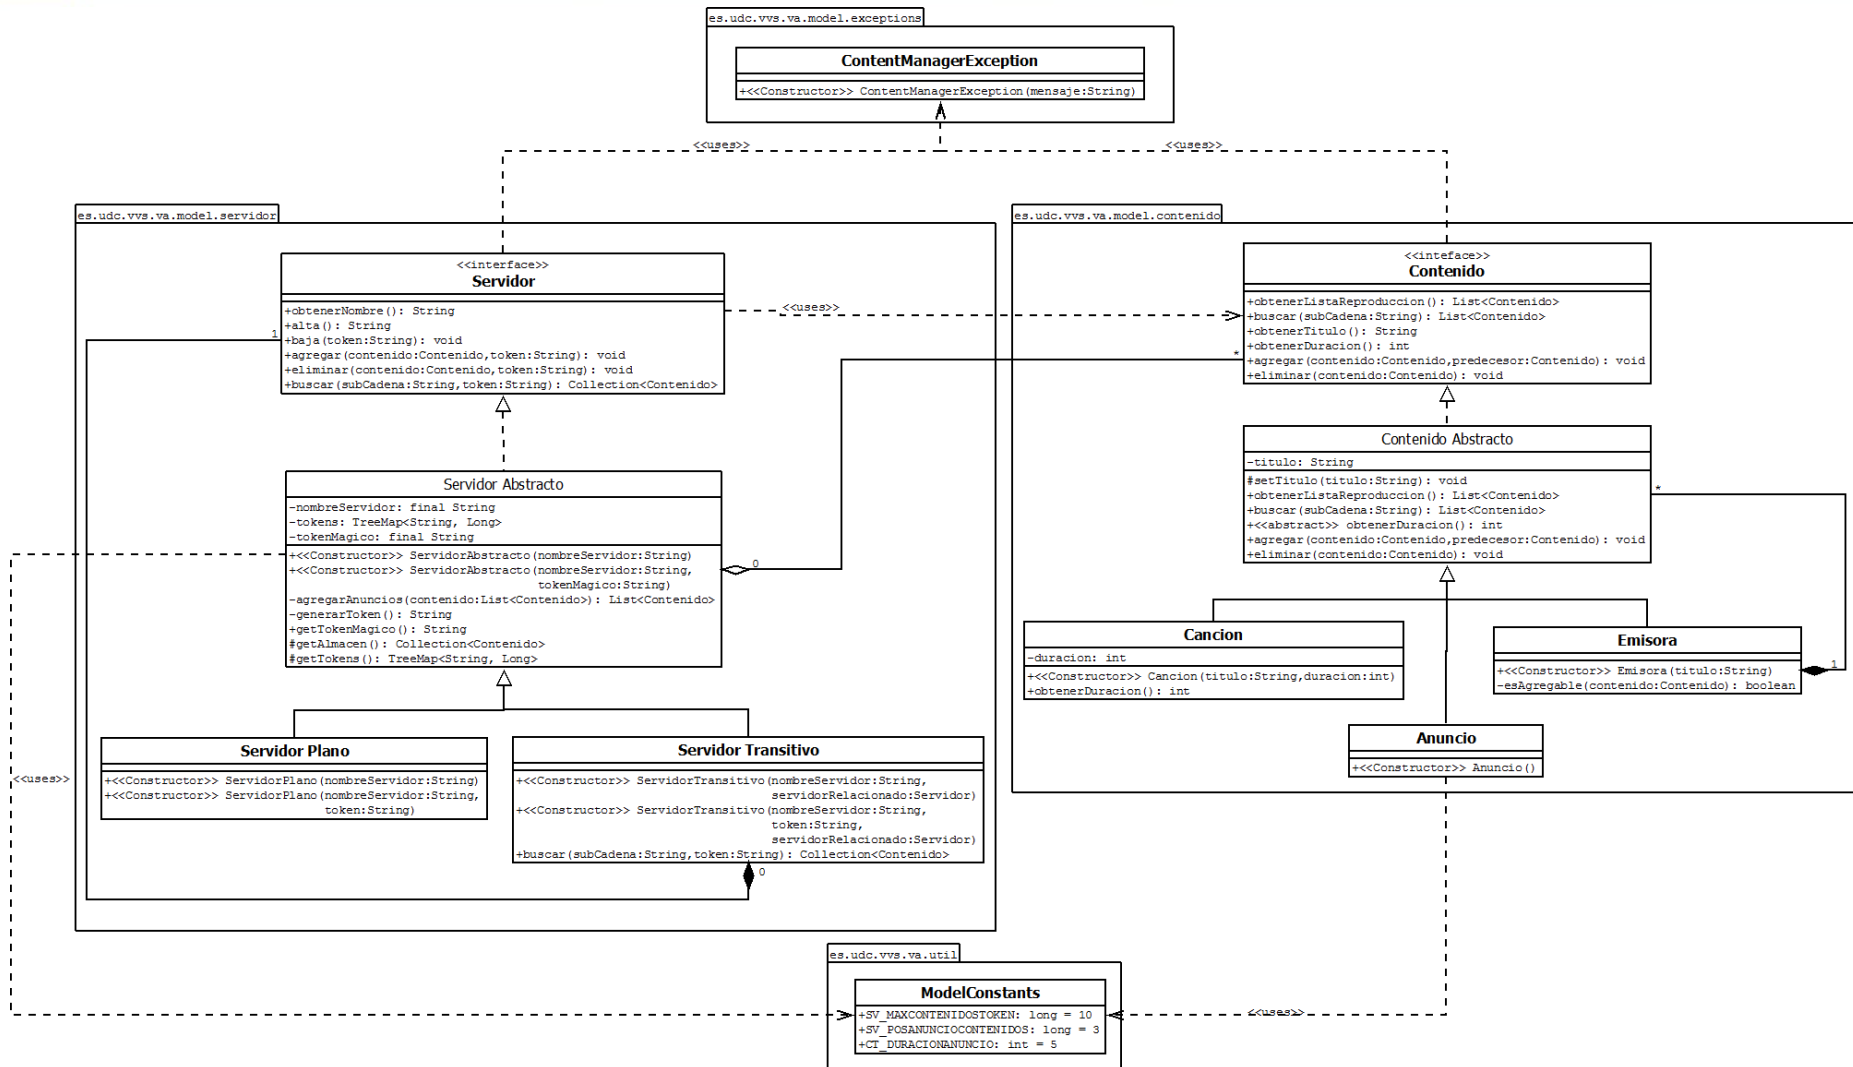 es.udc.vvs.va.model.exceptions
ContentManagerException
+<<Constructor>> ContentManagerException(mensaje:String)
<<uses>>
<<uses>>
es.udc.vvs.va.model.servidor
<<interface>>
Servidor
+obtenerNombre(): String
+alta(): String
+baja(token:String): void
+agregar(contenido:Contenido,token:String): void
+eliminar(contenido:Contenido,token:String): void
+buscar(subCadena:String,token:String): Collection<Contenido>
1
<<uses>>
Servidor Abstracto
-nombreServidor: final String
-tokens: TreeMap<String, Long>
-tokenMagico: final String
+<<Constructor>> ServidorAbstracto(nombreServidor:String)
+<<Constructor>> ServidorAbstracto(nombreServidor:String,
tokenMagico:String)
-agregarAnuncios(contenido:List<Contenido>): List<Contenido>
-generarToken(): String
+getTokenMagico(): String
#getAlmacen(): Collection<Contenido>
#getTokens(): TreeMap<String, Long>
0
Servidor Plano
+<<Constructor>> ServidorPlano(nombreServidor:String)
+<<Constructor>> ServidorPlano(nombreServidor:String,
token:String)
Servidor Transitivo
+<<Constructor>> ServidorTransitivo(nombreServidor:String,
servidorRelacionado:Servidor)
+<<Constructor>> ServidorTransitivo(nombreServidor:String,
token:String,
servidorRelacionado:Servidor)
+buscar(subCadena:String,token:String): Collection<Contenido>
0
<<uses>>
es.udc.vvs.va.model.contenido
<<inteface>>
Contenido
+obtenerListaReproduccion(): List<Contenido>
+buscar(subCadena:String): List<Contenido>
+obtenerTitulo(): String
+obtenerDuracion(): int
+agregar(contenido:Contenido,predecesor:Contenido): void
+eliminar(contenido:Contenido): void
*
Contenido Abstracto
-titulo: String
#setTitulo(titulo:String): void
+obtenerListaReproduccion(): List<Contenido>
+buscar(subCadena:String): List<Contenido>
+<<abstract>> obtenerDuracion(): int
+agregar(contenido:Contenido,predecesor:Contenido): void
+eliminar(contenido:Contenido): void
*
Cancion
-duracion: int
+<<Constructor>> Cancion(titulo:String,duracion:int)
+obtenerDuracion(): int
Emisora
+<<Constructor>> Emisora(titulo:String)
-esAgregable(contenido:Contenido): boolean
1
Anuncio
+<<Constructor>> Anuncio()
es.udc.vvs.va.util
ModelConstants
+SV_MAXCONTENIDOSTOKEN: long = 10
+SV_POSANUNCIOCONTENIDOS: long = 3
+CT_DURACIONANUNCIO: int = 5
<<uses>>